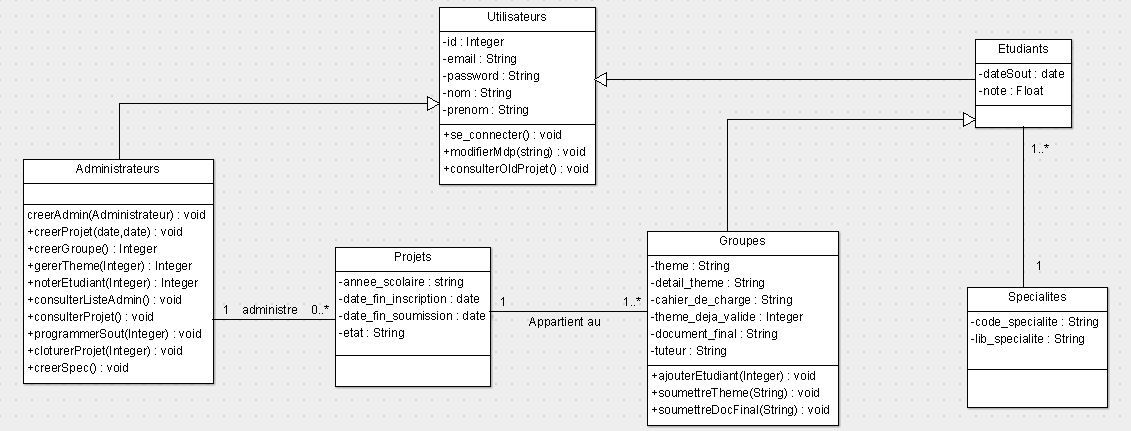 Utilisateurs
-id : Integer
-email : String
-password : String
-nom : String
-prenom : String
+se_connecter() : void
+modifierMdp(string) : void
+consulterOldProjet() : void
Etudiants
-dateSout : date
-note : Float
1..*
1
Administrateurs
creerAdmin(Administrateur) : void
+creerProjet(date,date) : void
+creerGroupe() : Integer
+gererTheme(Integer) : Integer
+noterEtudiant(Integer) : Integer
+consulterListeAdmin() : void
+consulterProjet() : void
+programmerSout(Integer) : void
+cloturerProjet(Integer) : void
+creerSpec() : void
1 administre 0..*
Projets
-annee_scolaire : string
-date_fin_inscription : date
-date_fin_soumission : date
-etat : String
1 1..*
Appartient au
Groupes
-theme : String
-detail_theme : String
-cahier_de_charge : String
-theme_deja_valide : Integer
-document_final : String
-tuteur : String
+ajouterEtudiant(Integer) : void
+soumettreTheme(String) : void
+soumettreDocFinal(String) : void
Specialites
-code_specialite : String
-lib_specialite : String